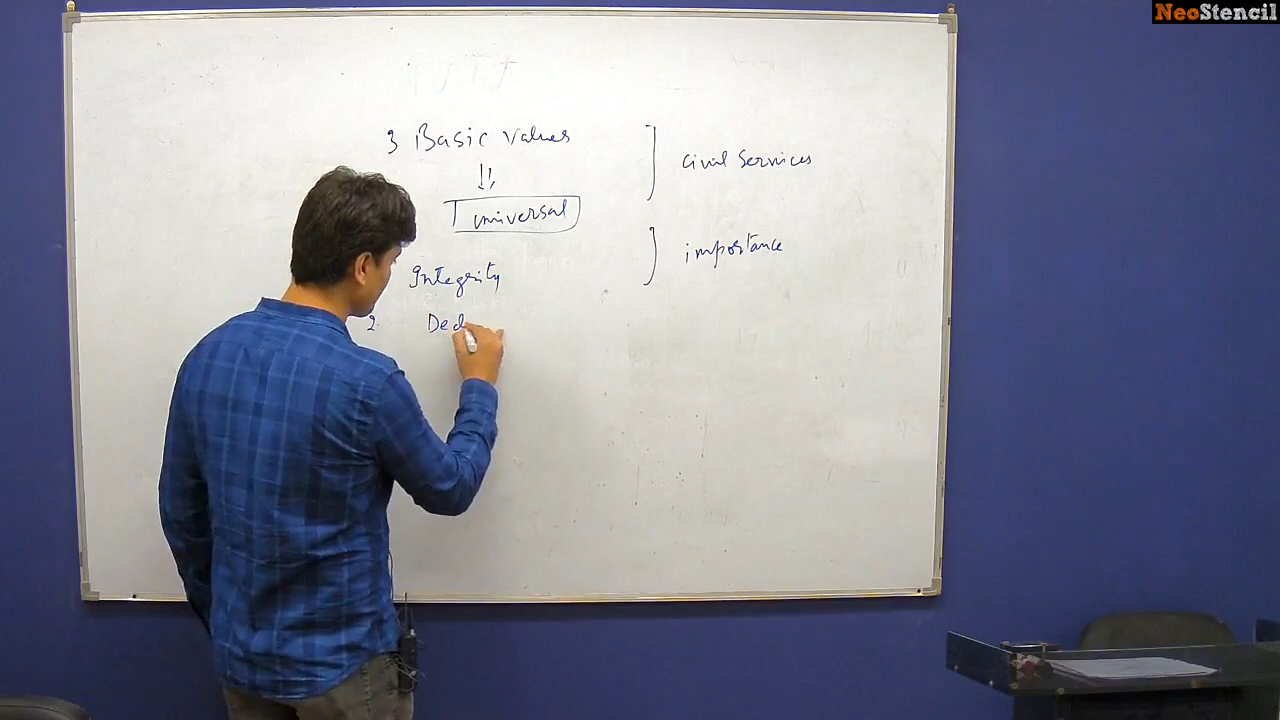 NeoStencil
3 Basic values
Civil Services
universal
importance
Integrity
2. Ded